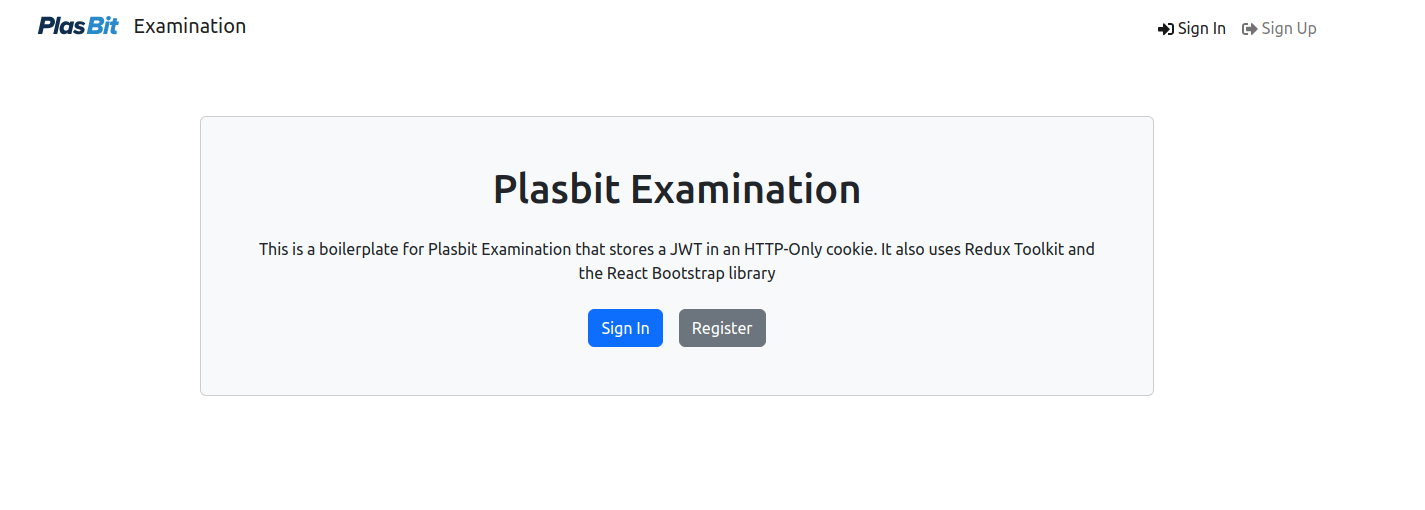 PlasBit Examination
Sign In Sign Up
Plasbit Examination
This is a boilerplate for Plasbit Examination that stores a JWT in an HTTP-Only cookie. It also uses Redux Toolkit and
the React Bootstrap library
Sign In Register